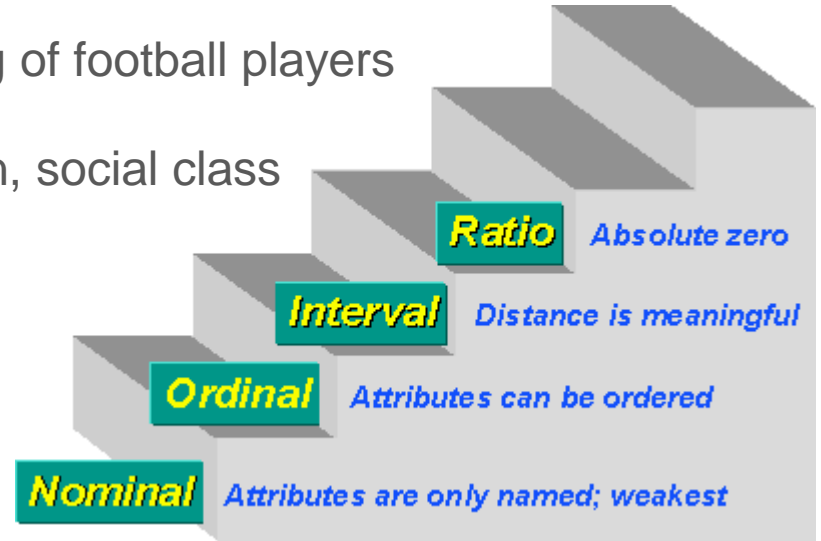 of football players
social class
Ratio Absolute zero
Interval Distance is meaningful
Ordinal Attributes can be ordered
Nominal Attributes are only named; weakest